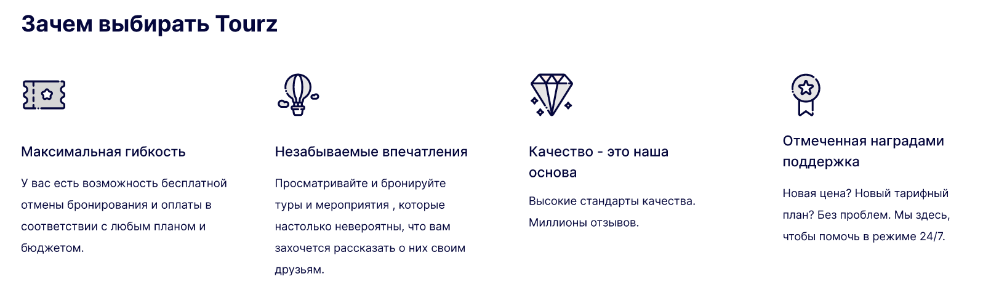 Зачем выбирать Tourz
Максимальная гибкость
У вас есть возможность бесплатной
отмены бронирования и оплаты в
соответствии с любым планом и
бюджетом.
Незабываемые впечатления
Просматривайте и бронируйте
туры и мероприятия , которые
настолько невероятны, что вам
захочется рассказать о них своим
друзьям.
Качество - это наша
основа
Высокие стандарты качества.
Миллионы отзывов.
Отмеченная наградами
поддержка
Новая цена? Новый тарифный
план? Без проблем. Мы здесь,
чтобы помочь в режиме 24/7.